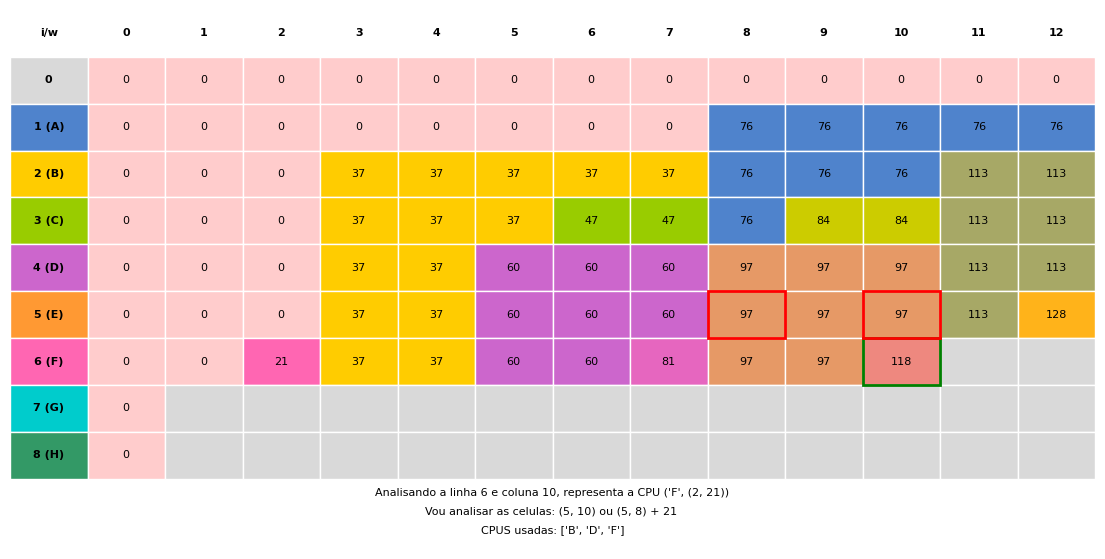 i/w 0 1 2 3 4 5 6 7 8 9 10 11 12
0 0 0 0 0 0 0 0 0 0 0 0 0 0
1 (A) 0 0 0 0 0 0 0 0 76 76 76 76 76
2 (B) 0 0 0 37 37 37 37 37 76 76 76 113 113
3 (C) 0 0 0 37 37 37 47 47 76 84 84 113 113
4 (D) 0 0 0 37 37 60 60 60 97 97 97 113 113
5 (E) 0 0 0 37 37 60 60 60 97 97 97 113 128
6 (F) 0 0 21 37 37 60 60 81 97 97 118
7 (G) 0
8 (H) 0
Analisando a linha 6 e coluna 10, representa a CPU ('F', (2, 21))
Vou analisar as celulas: (5, 10) ou (5, 8) + 21
CPUS usadas: ['B', 'D', 'F']